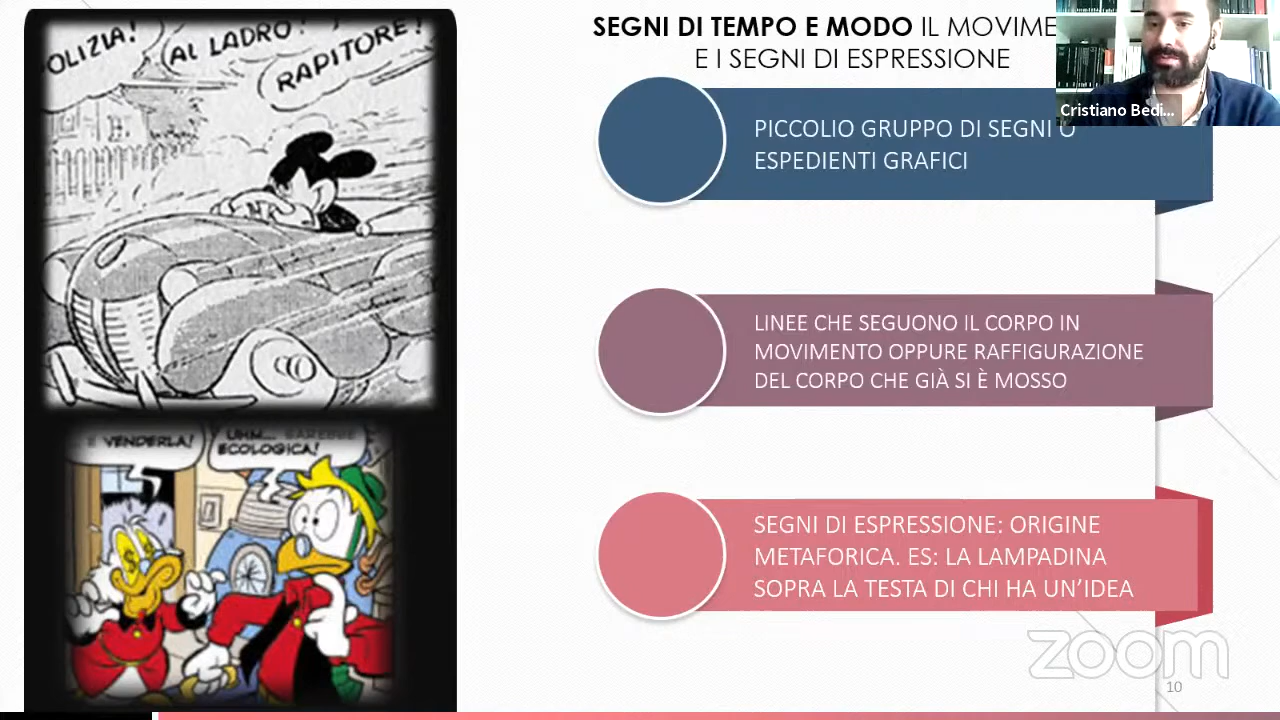 OLIZIA!
AL LADRO!
RAPITORE!
SEGNI DI TEMPO E MODO IL MOVIME
E I SEGNI DI ESPRESSIONE
Cristiano Bedi...
PICCOLIO GRUPPO DI SEGNI O
ESPEDIENTI GRAFICI
LINEE CHE SEGUONO IL CORPO IN
MOVIMENTO OPPURE RAFFIGURAZIONE
DEL CORPO CHE GIÀ SI È MOSSO
E VENDERLA!
UHM... SAREBBE
ECOLOGICA!
SEGNI DI ESPRESSIONE: ORIGINE
METAFORICA. ES: LA LAMPADINA
SOPRA LA TESTA DI CHI HA UN'IDEA
zoom
10